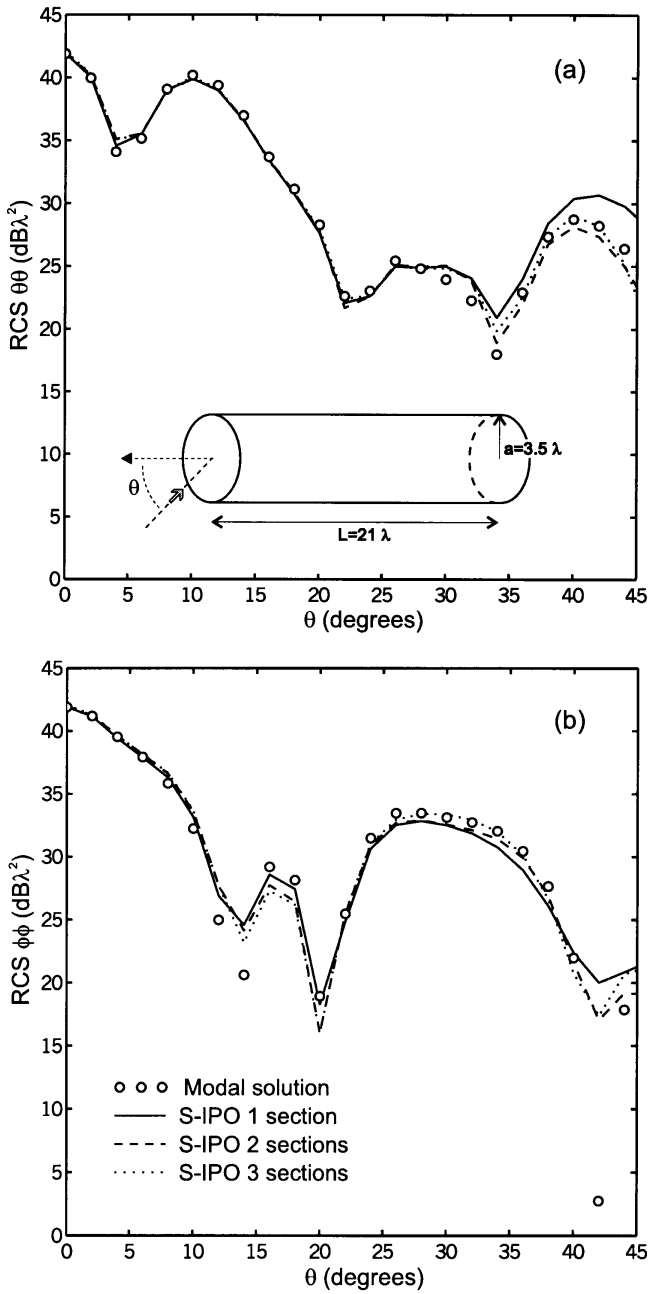 45
40
35
30
25
20
15
10
5
0
RCS θθ (dBλ²)
(a)
θ
a=3.5 λ
L=21 λ
0 5 10 15 20 25 30 35 40 45
θ (degrees)
45
40
35
30
25
20
15
10
5
0
RCS ϕϕ (dBλ²)
(b)
Modal solution
S-IPO 1 section
S-IPO 2 sections
S-IPO 3 sections
0 5 10 15 20 25 30 35 40 45
θ (degrees)